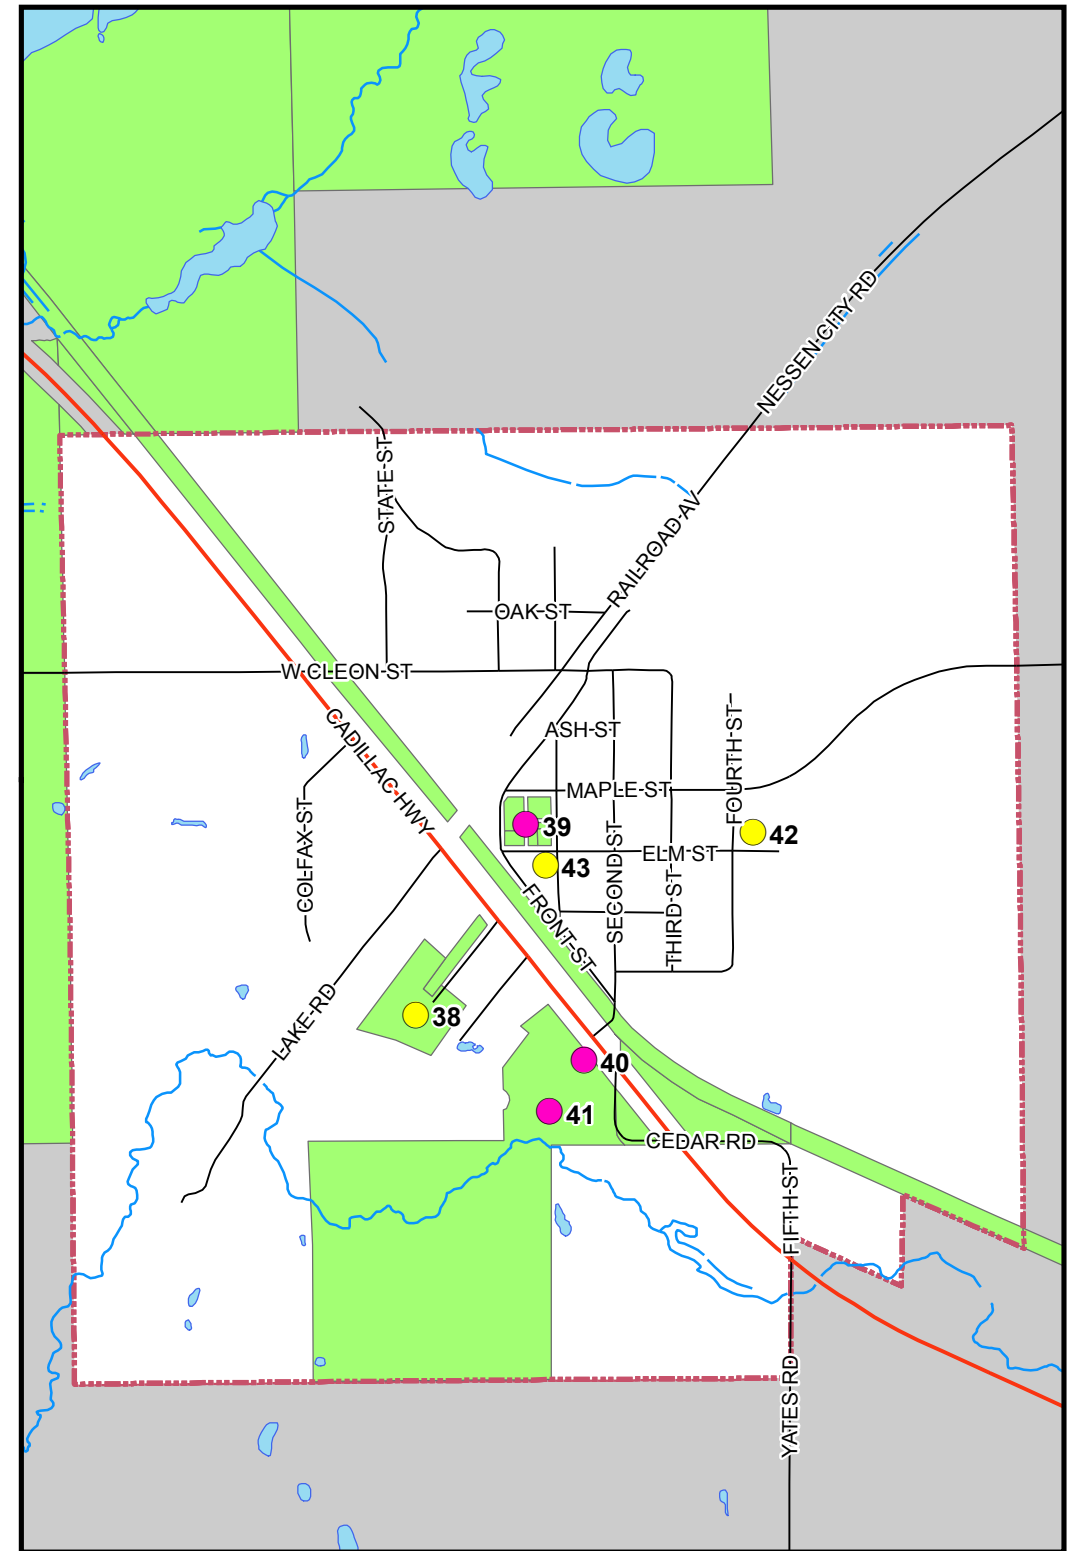 NESSEN CITY RD
STATE ST
RAILROAD AV
OAK ST
W CLEON ST
CADILLAC HWY
ASH ST
FOURTH ST
MAPLE ST
COLFAX ST
39
42
SECOND ST
ELM ST
43
THIRD ST
FRONT ST
LAKE RD
38
40
41
CEDAR RD
FIFTH ST
YATES RD